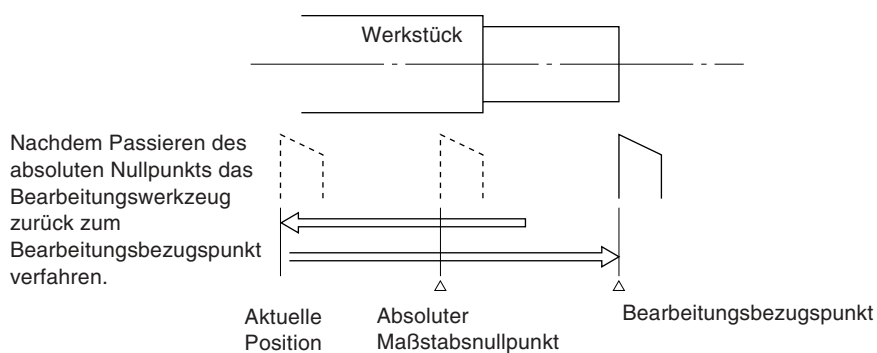 Werkstück
Nachdem Passieren des
absoluten Nullpunkts das
Bearbeitungswerkzeug
zurück zum
Bearbeitungsbezugspunkt
verfahren.
Aktuelle
Position
Absoluter
Maßstabsnullpunkt
Bearbeitungsbezugspunkt